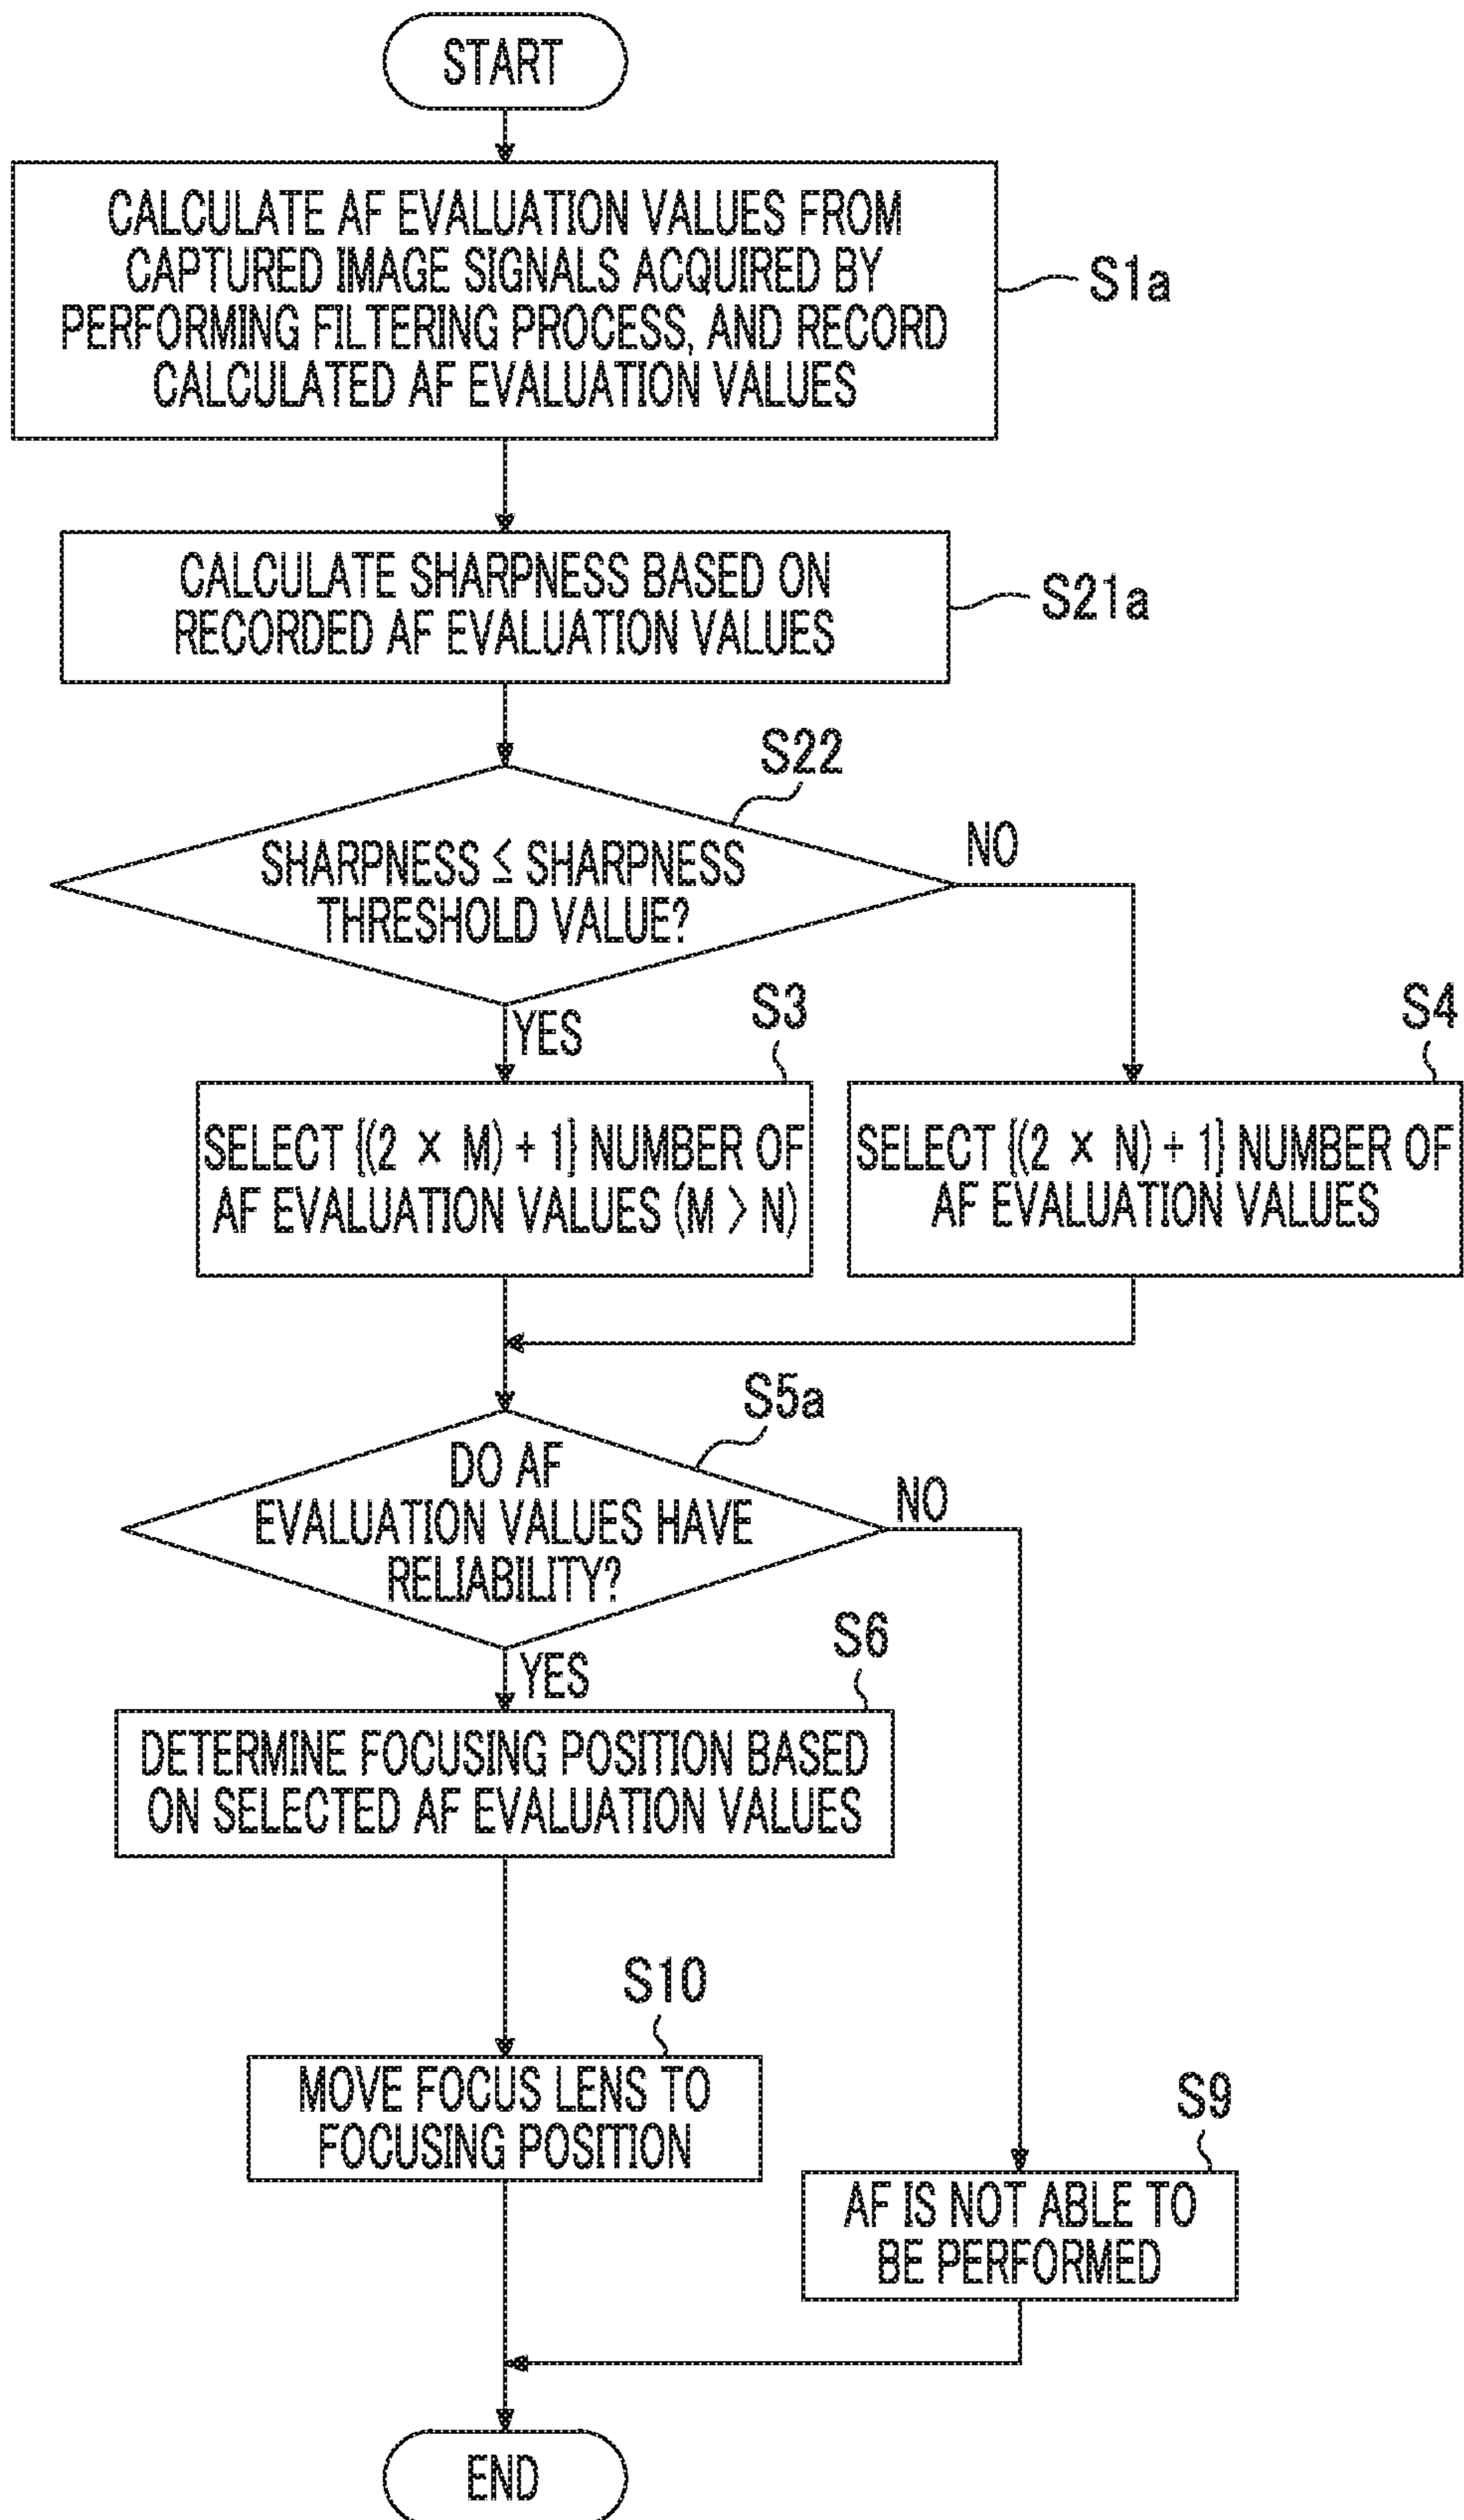 START
CALCULATE AF EVALUATION VALUES FROM
CAPTURED IMAGE SIGNALS ACQUIRED BY
PERFORMING FILTERING PROCESS, AND RECORD
CALCULATED AF EVALUATION VALUES
S1a
CALCULATE SHARPNESS BASED ON
RECORDED AF EVALUATION VALUES
S21a
S22
SHARPNESS ≤ SHARPNESS
THRESHOLD VALUE?
NO
YES
S3
SELECT {(2 × M) + 1} NUMBER OF
AF EVALUATION VALUES (M > N)
S4
SELECT {(2 × N) + 1} NUMBER OF
AF EVALUATION VALUES
S5a
DO AF
EVALUATION VALUES HAVE
RELIABILITY?
NO
YES
S6
DETERMINE FOCUSING POSITION BASED
ON SELECTED AF EVALUATION VALUES
S10
MOVE FOCUS LENS TO
FOCUSING POSITION
S9
AF IS NOT ABLE TO
BE PERFORMED
END